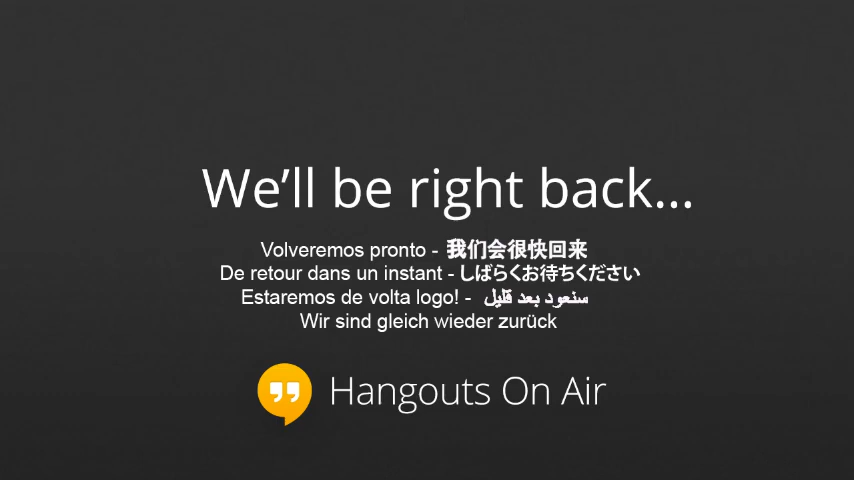 We'll be right back...
Volveremos pronto - 我们会很快回来
De retour dans un instant - しばらくお待ちください
Estaremos de volta logo! - سنعود بعد قليل
Wir sind gleich wieder zurück
Hangouts On Air